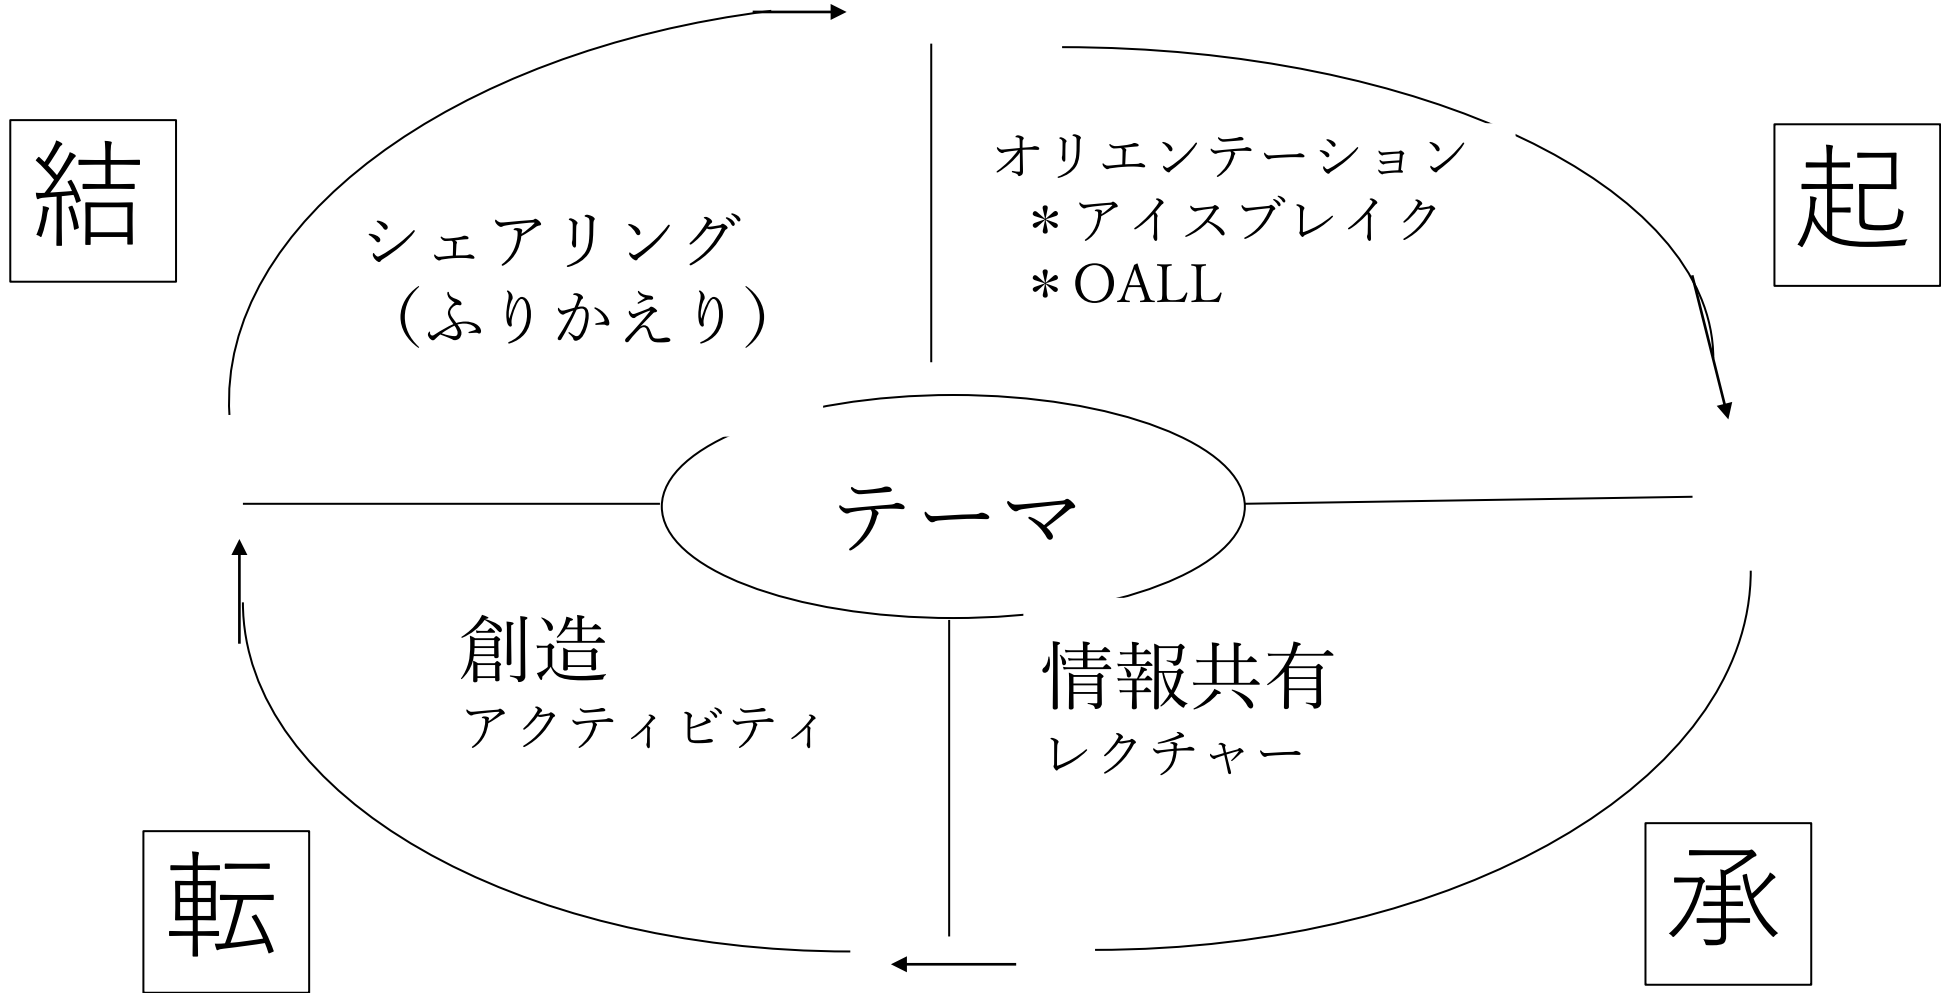 結
シェアリング
（ふりかえり）
オリエンテーション
＊アイスブレイク
＊OALL
起
テーマ
創造
アクティビティ
情報共有
レクチャー
転
承